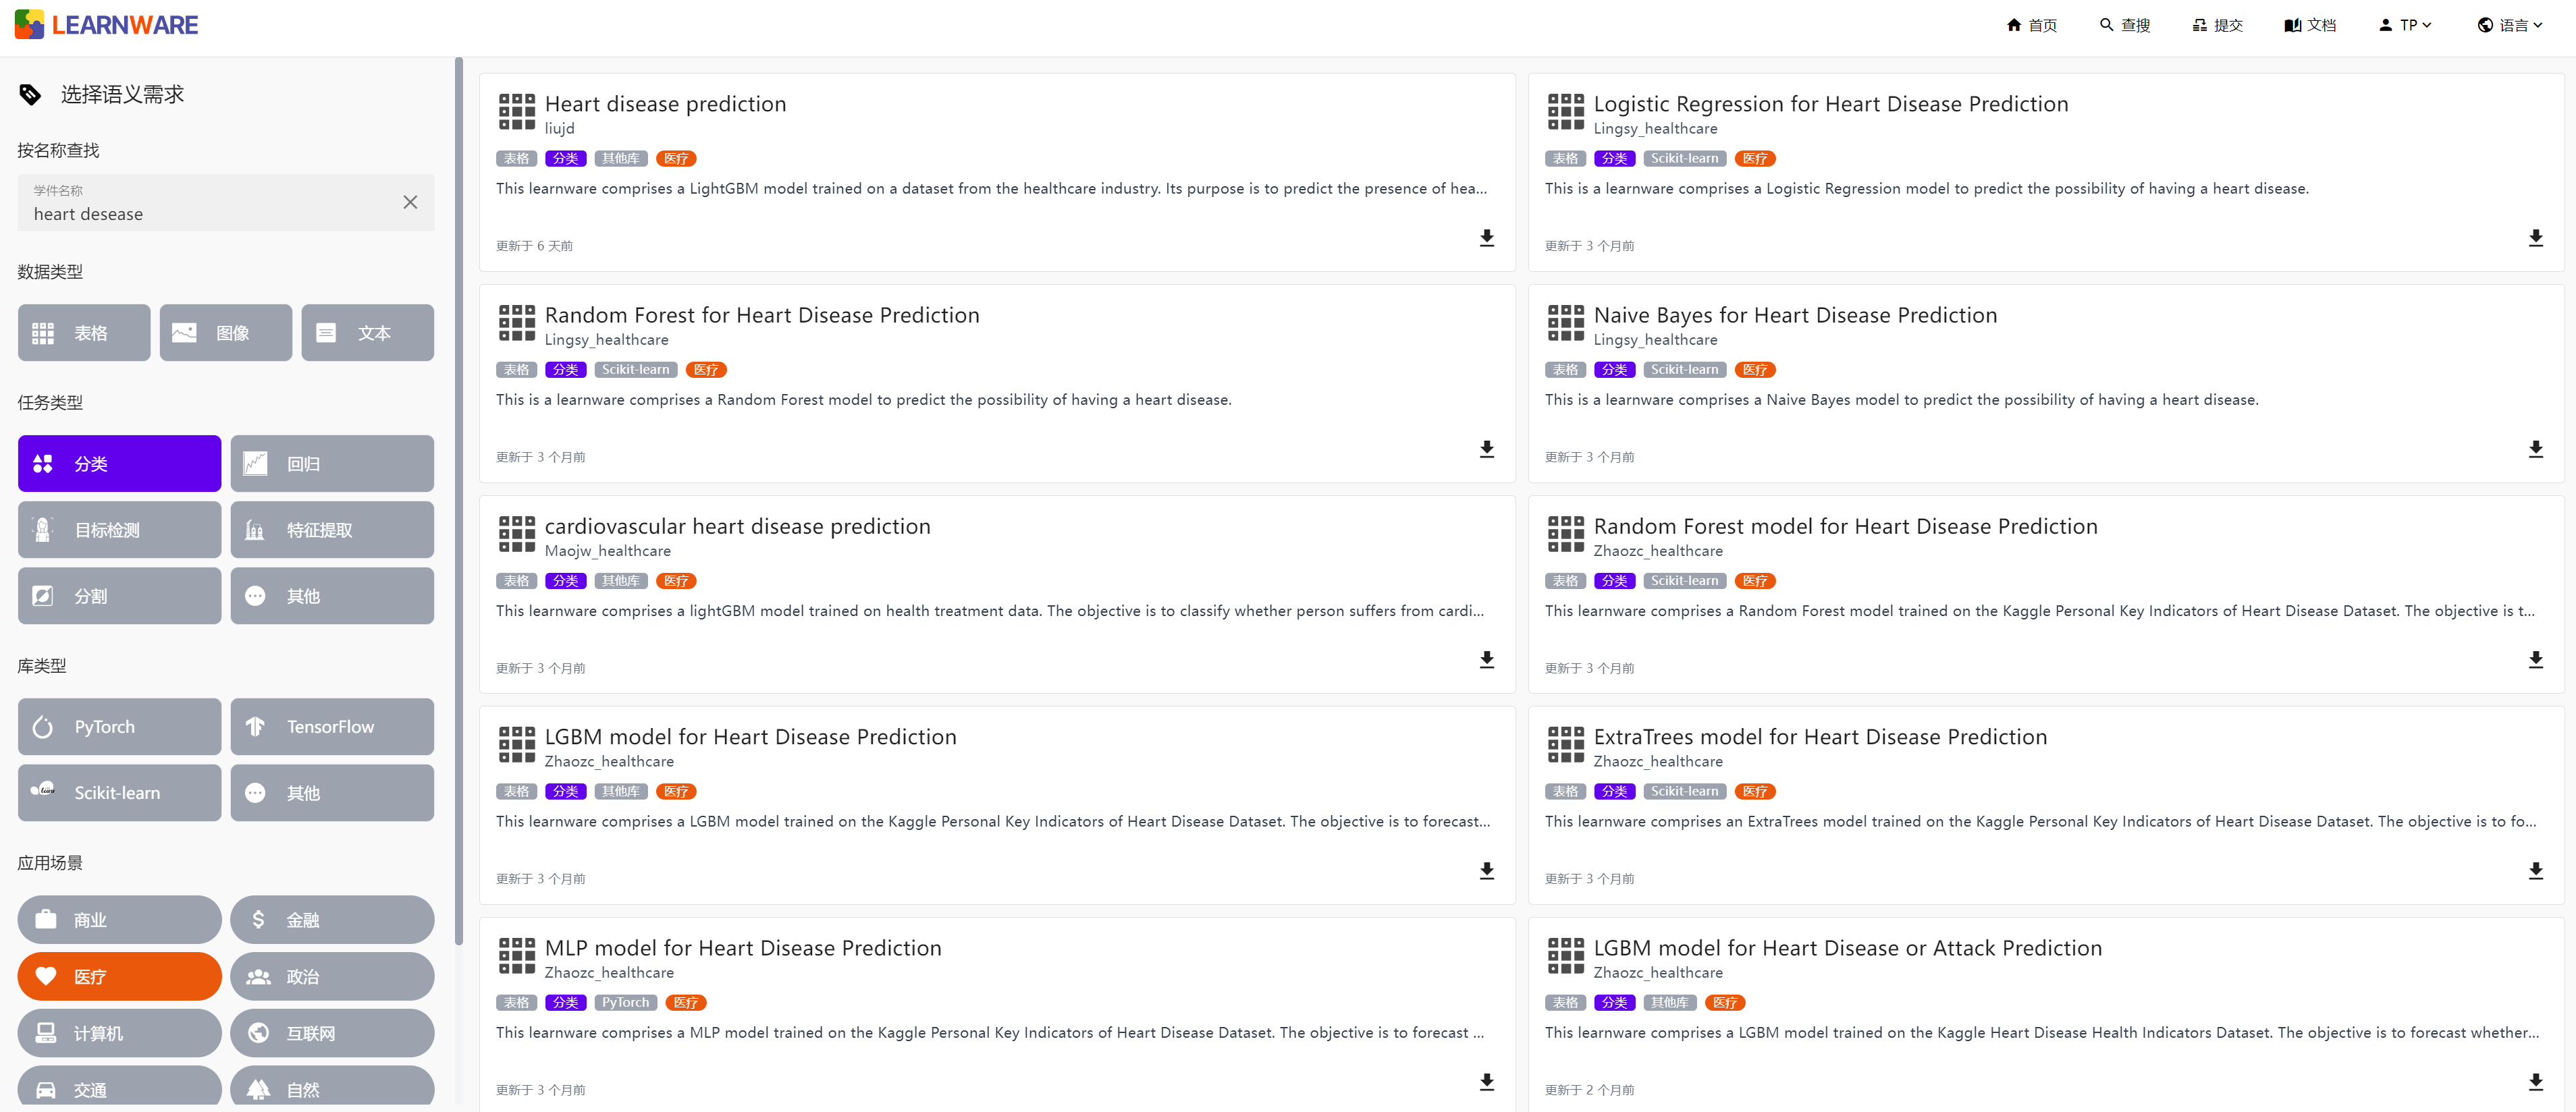 LEARNWARE
首页
查搜
提交
文档
TP
语言
选择语义需求
按名称查找
学件名称
heart desease
数据类型
表格
图像
文本
任务类型
分类
回归
目标检测
特征提取
分割
其他
库类型
PyTorch
TensorFlow
Scikit-learn
其他
应用场景
商业
金融
医疗
政治
计算机
互联网
交通
自然
Heart disease prediction
liujd
表格 分类 其他库 医疗
This learnware comprises a LightGBM model trained on a dataset from the healthcare industry. Its purpose is to predict the presence of hea...
更新于 6 天前
Logistic Regression for Heart Disease Prediction
Lingsy_healthcare
表格 分类 Scikit-learn 医疗
This is a learnware comprises a Logistic Regression model to predict the possibility of having a heart disease.
更新于 3 个月前
Random Forest for Heart Disease Prediction
Lingsy_healthcare
表格 分类 Scikit-learn 医疗
This is a learnware comprises a Random Forest model to predict the possibility of having a heart disease.
更新于 3 个月前
Naive Bayes for Heart Disease Prediction
Lingsy_healthcare
表格 分类 Scikit-learn 医疗
This is a learnware comprises a Naive Bayes model to predict the possibility of having a heart disease.
更新于 3 个月前
cardiovascular heart disease prediction
Maojw_healthcare
表格 分类 其他库 医疗
This learnware comprises a lightGBM model trained on health treatment data. The objective is to classify whether person suffers from cardi...
更新于 3 个月前
Random Forest model for Heart Disease Prediction
Zhaozc_healthcare
表格 分类 Scikit-learn 医疗
This learnware comprises a Random Forest model trained on the Kaggle Personal Key Indicators of Heart Disease Dataset. The objective is t...
更新于 3 个月前
LGBM model for Heart Disease Prediction
Zhaozc_healthcare
表格 分类 其他库 医疗
This learnware comprises a LGBM model trained on the Kaggle Personal Key Indicators of Heart Disease Dataset. The objective is to forecast...
更新于 3 个月前
ExtraTrees model for Heart Disease Prediction
Zhaozc_healthcare
表格 分类 Scikit-learn 医疗
This learnware comprises an ExtraTrees model trained on the Kaggle Personal Key Indicators of Heart Disease Dataset. The objective is to fo...
更新于 3 个月前
MLP model for Heart Disease Prediction
Zhaozc_healthcare
表格 分类 PyTorch 医疗
This learnware comprises a MLP model trained on the Kaggle Personal Key Indicators of Heart Disease Dataset. The objective is to forecast ...
更新于 3 个月前
LGBM model for Heart Disease or Attack Prediction
Zhaozc_healthcare
表格 分类 其他库 医疗
This learnware comprises a LGBM model trained on the Kaggle Heart Disease Health Indicators Dataset. The objective is to forecast whether...
更新于 2 个月前